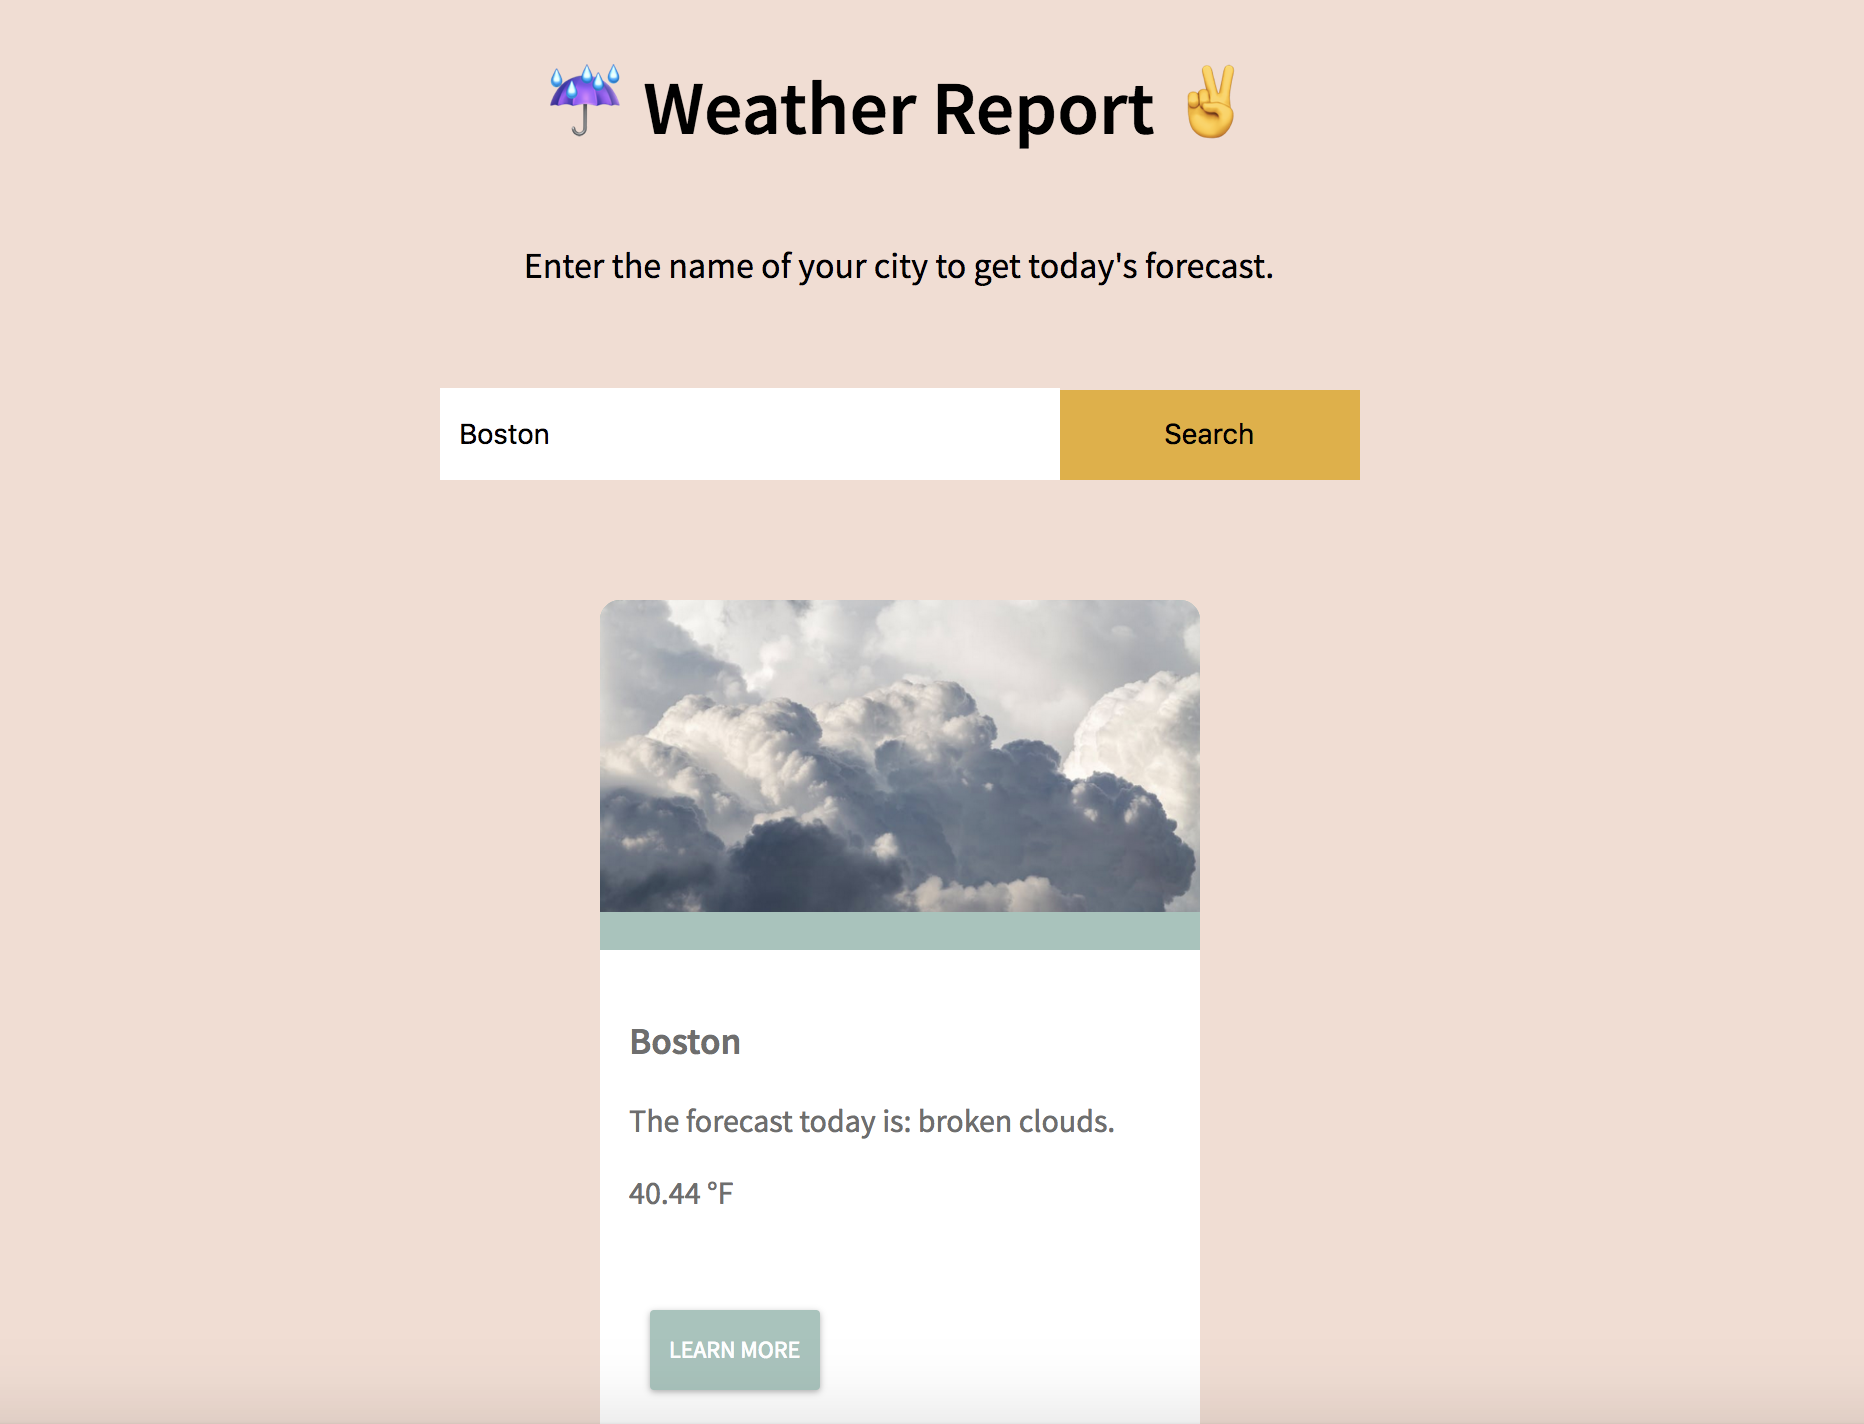 ☔ Weather Report ✌
Enter the name of your city to get today's forecast.
Boston
Search
Boston
The forecast today is: broken clouds.
40.44 °F
LEARN MORE